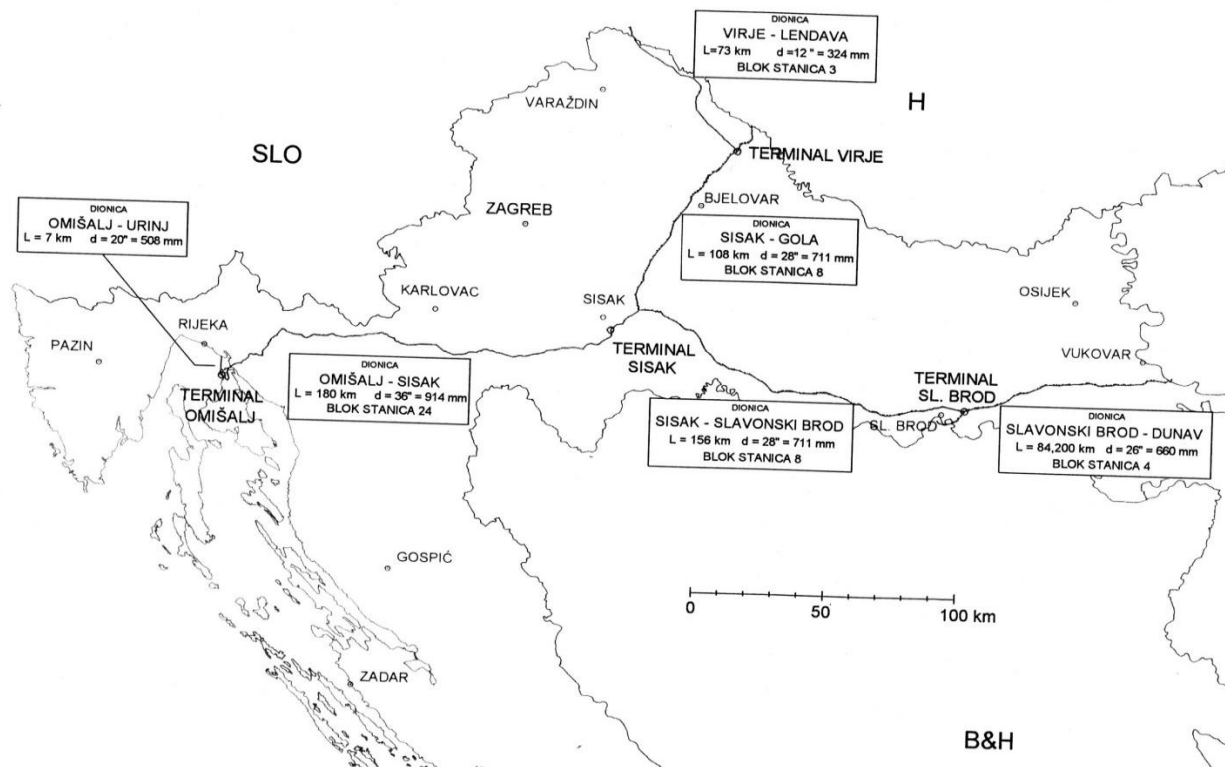 DIONICA
VIRJE - LENDAVA
L=73 km d =12 " = 324 mm
BLOK STANICA 3
VARAŽDIN
H
SLO
TERMINAL VIRJE
DIONICA
OMIŠALJ - URINJ
L = 7 km d = 20" = 508 mm
ZAGREB
BJELOVAR
DIONICA
SISAK - GOLA
L = 108 km d = 28" = 711 mm
BLOK STANICA 8
KARLOVAC
SISAK
OSIJEK
RIJEKA
PAZIN
TERMINAL
SISAK
VUKOVAR
TERMINAL
OMIŠALJ
DIONICA
OMIŠALJ - SISAK
L = 180 km d = 36" = 914 mm
BLOK STANICA 24
TERMINAL
SL. BROD
DIONICA
SISAK - SLAVONSKI BROD
L = 156 km d = 28" = 711 mm
BLOK STANICA 8
SL. BROD
DIONICA
SLAVONSKI BROD - DUNAV
L = 84,200 km d = 26" = 660 mm
BLOK STANICA 4
GOSPIĆ
0 50 100 km
ZADAR
B&H